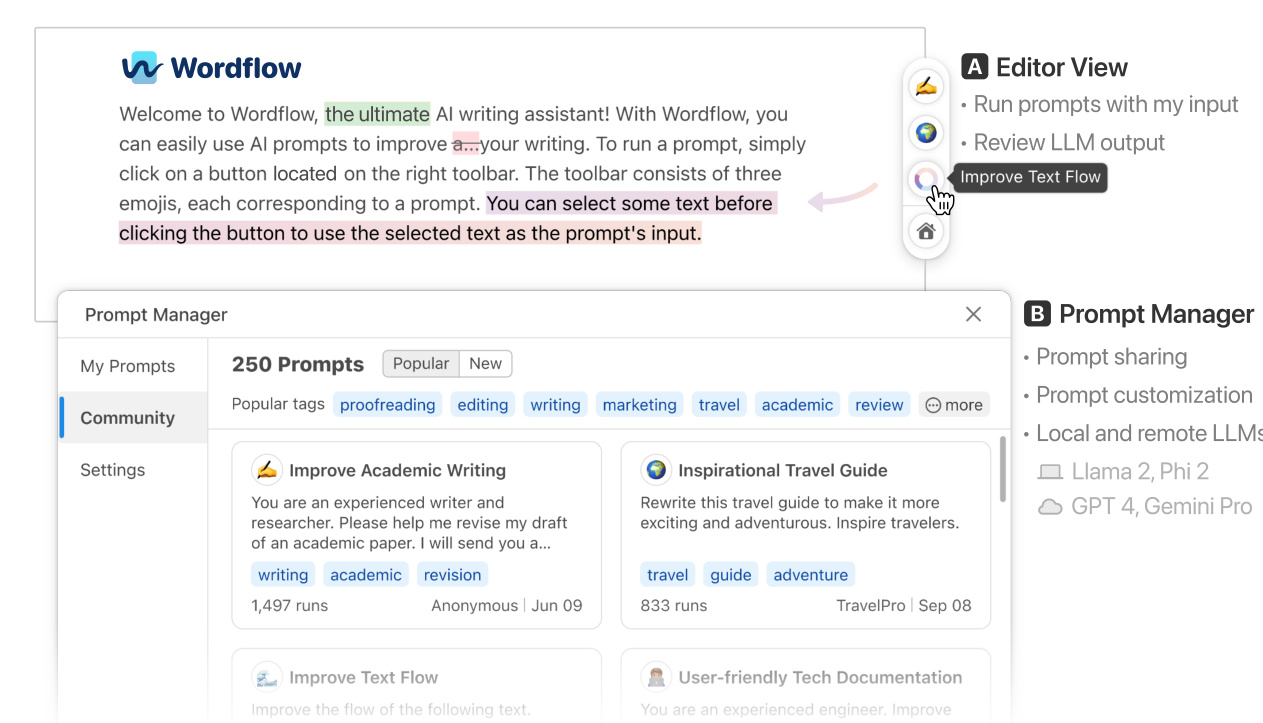 Wordflow
Welcome to Wordflow, the ultimate AI writing assistant! With Wordflow, you
can easily use AI prompts to improve a...your writing. To run a prompt, simply
click on a button located on the right toolbar. The toolbar consists of three
emojis, each corresponding to a prompt. You can select some text before
clicking the button to use the selected text as the prompt's input.
Improve Text Flow
A Editor View
• Run prompts with my input
• Review LLM output
Prompt Manager
My Prompts
Community
Settings
250 Prompts Popular New
Popular tags proofreading editing writing marketing travel academic review more
Improve Academic Writing
You are an experienced writer and
researcher. Please help me revise my draft
of an academic paper. I will send you a...
writing academic revision
1,497 runs Anonymous | Jun 09
Inspirational Travel Guide
Rewrite this travel guide to make it more
exciting and adventurous. Inspire travelers.
travel guide adventure
833 runs TravelPro | Sep 08
Improve Text Flow
Improve the flow of the following text.
User-friendly Tech Documentation
You are an experienced engineer. Improve
B Prompt Manager
• Prompt sharing
• Prompt customization
• Local and remote LLMs
Llama 2, Phi 2
GPT 4, Gemini Pro